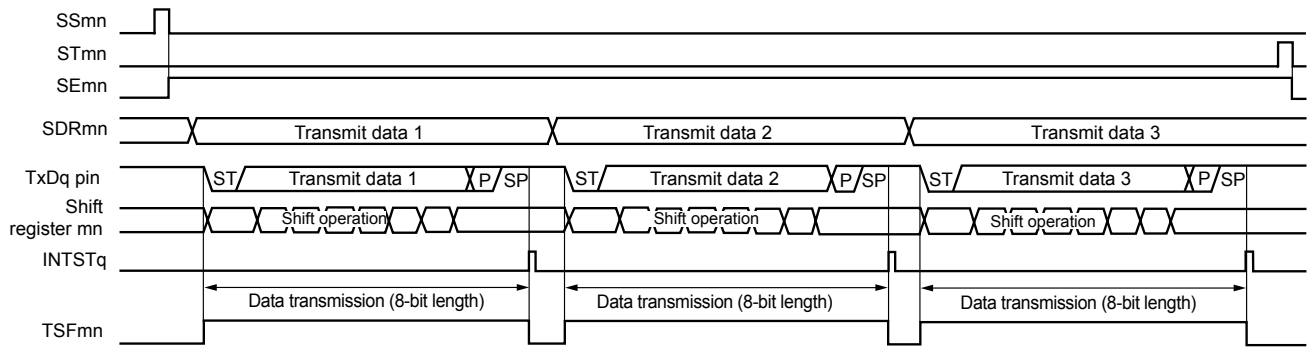 SSmn
STmn
SEmn
SDRmn Transmit data 1 Transmit data 2 Transmit data 3
TxDq pin ST Transmit data 1 P SP ST Transmit data 2 P SP ST Transmit data 3 P SP
Shift
register mn Shift operation Shift operation Shift operation
INTSTq
Data transmission (8-bit length) Data transmission (8-bit length) Data transmission (8-bit length)
TSFmn